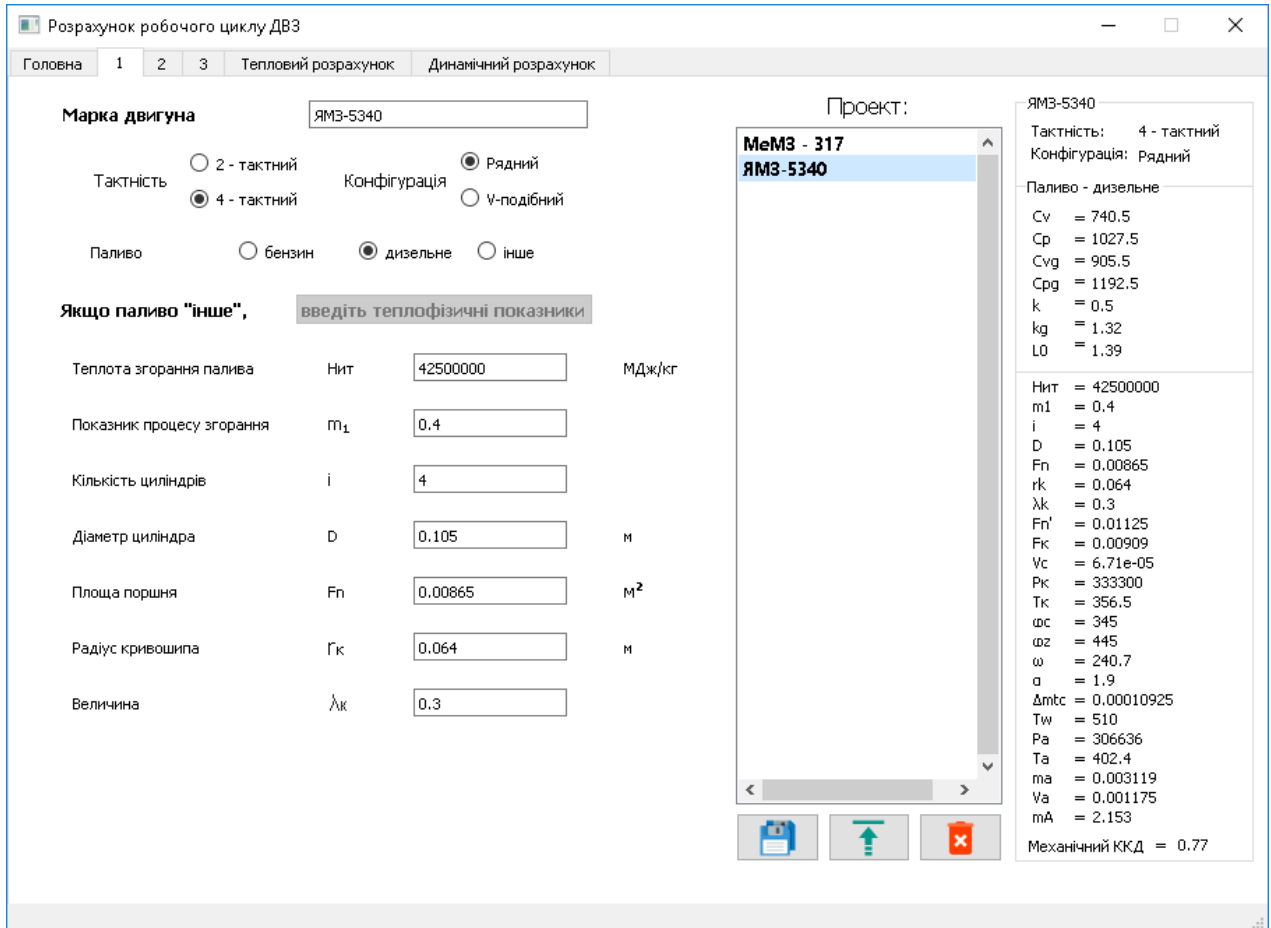 Розрахунок робочого циклу ДВЗ
Головна 1 2 3 Тепловий розрахунок Динамічний розрахунок
Марка двигуна ЯМЗ-5340
Тактність
2 - тактний
4 - тактний
Конфігурація
Рядний
V-подібний
Паливо бензин дизельне інше
Якщо паливо "інше", введіть теплофізичні показники
Теплота згорання палива Нит 42500000 МДж/кг
Показник процесу згорання m₁ 0.4
Кількість циліндрів i 4
Діаметр циліндра D 0.105 м
Площа поршня Fп 0.00865 м²
Радіус кривошипа rк 0.064 м
Величина λк 0.3
Проект:
МеМЗ - 317
ЯМЗ-5340
ЯМЗ-5340
Тактність: 4 - тактний
Конфігурація: Рядний
Паливо - дизельне
Cv = 740.5
Cp = 1027.5
Cvg = 905.5
Cpg = 1192.5
k = 0.5
kg = 1.32
L0 = 1.39
Нит = 42500000
m1 = 0.4
i = 4
D = 0.105
Fп = 0.00865
rk = 0.064
λk = 0.3
Fп' = 0.01125
Fк = 0.00909
Vc = 6.71e-05
Pк = 333300
Tк = 356.5
φc = 345
φz = 445
ω = 240.7
α = 1.9
Δmtc = 0.00010925
Tw = 510
Pa = 306636
Ta = 402.4
ma = 0.003119
Va = 0.001175
mA = 2.153
Механічний ККД = 0.77